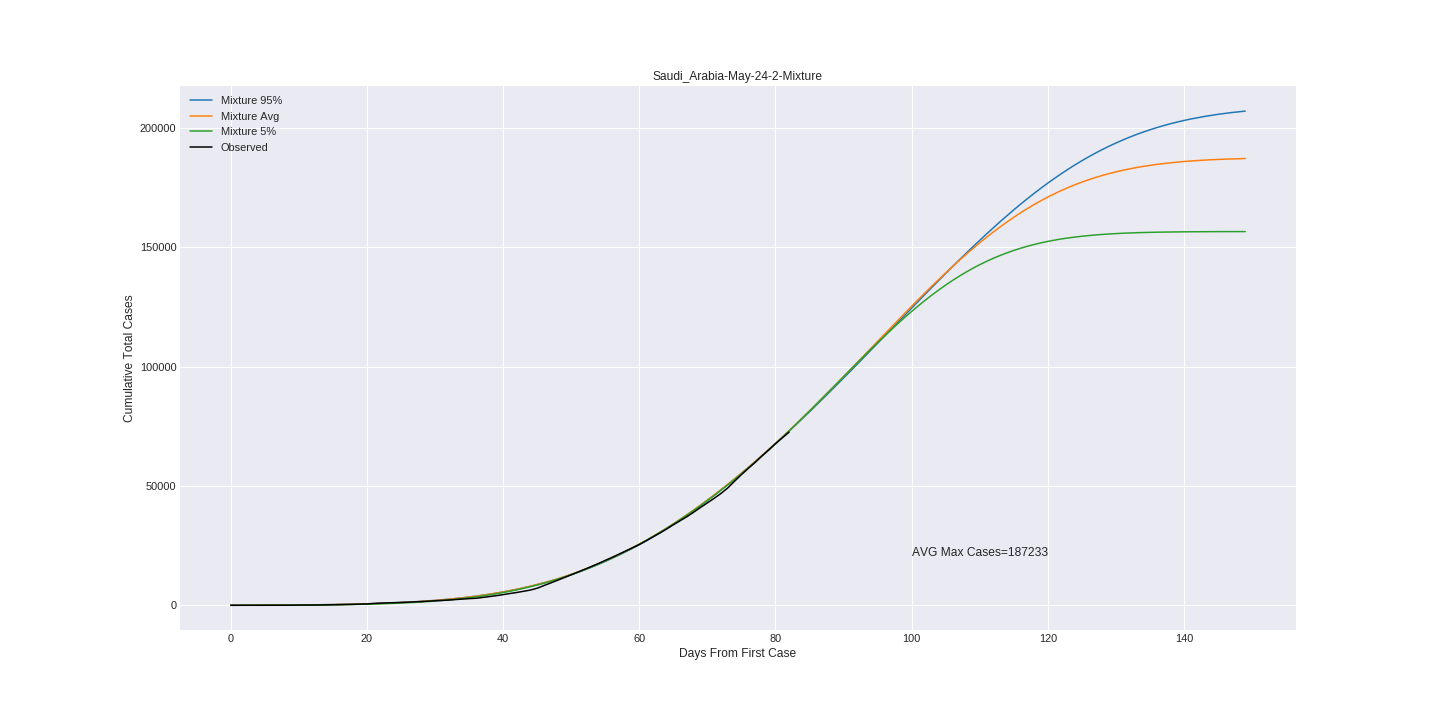 Saudi_Arabia-May-24-2-Mixture
Mixture 95%
Mixture Avg
Mixture 5%
Observed
200000
150000
100000
50000
0
Cumulative Total Cases
AVG Max Cases=187233
0 20 40 60 80 100 120 140
Days From First Case